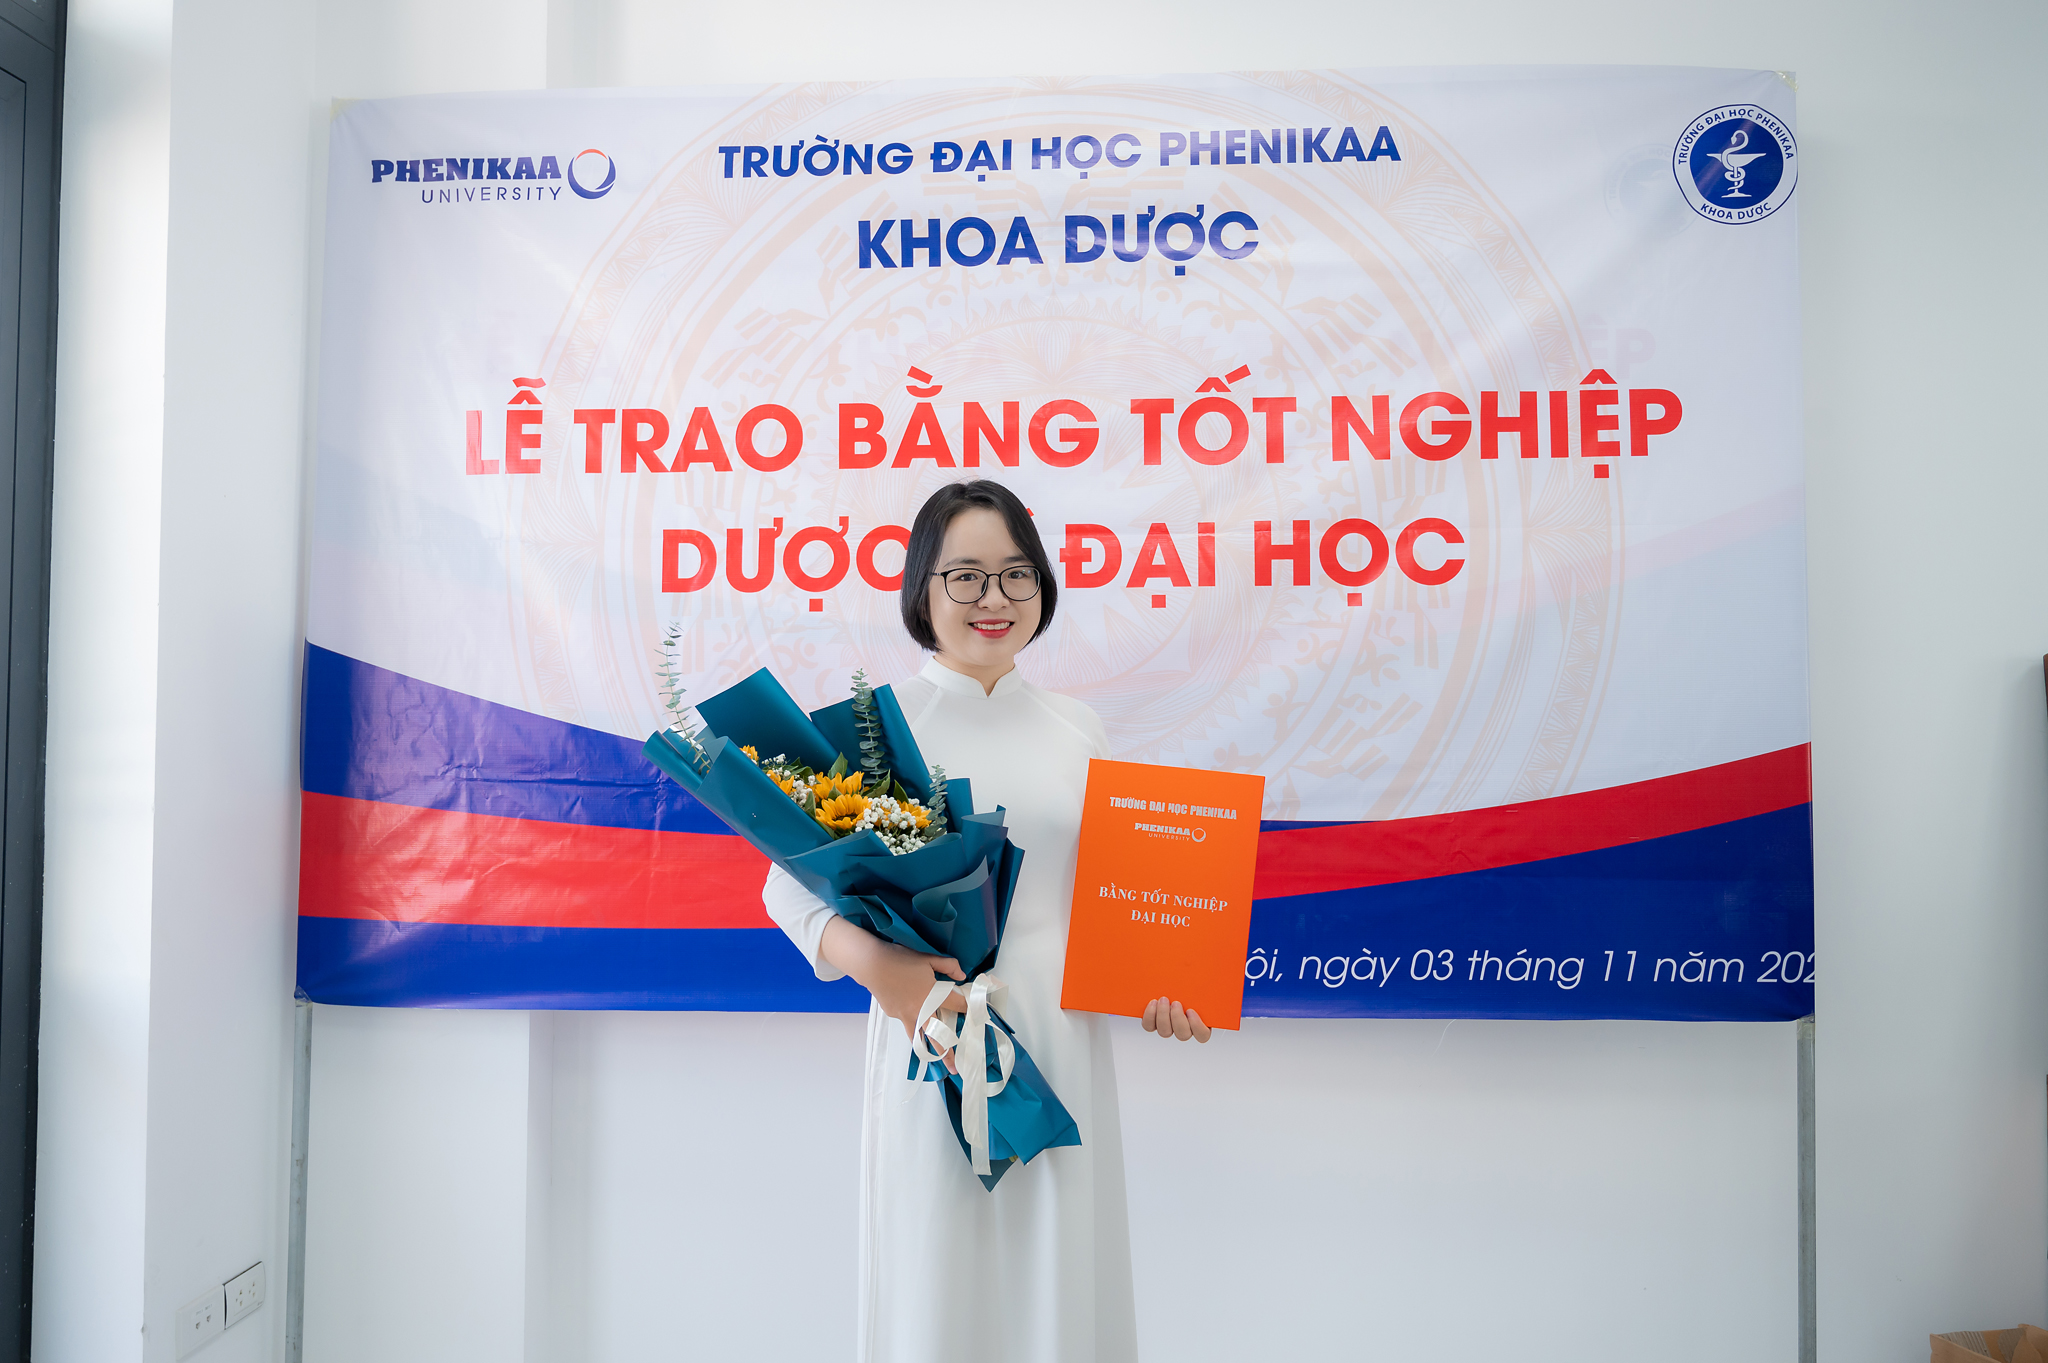 PHENIKAA
UNIVERSITY
TRƯỜNG ĐẠI HỌC PHENIKAA
KHOA DƯỢC
TRƯỜNG ĐẠI HỌC PHENIKAA
KHOA DƯỢC
LỄ TRAO BẰNG TỐT NGHIỆP
DƯỢC ĐẠI HỌC
TRƯỜNG ĐẠI HỌC PHENIKAA
PHENIKAA
UNIVERSITY
BẰNG TỐT NGHIỆP
ĐẠI HỌC
ội, ngày 03 tháng 11 năm 202